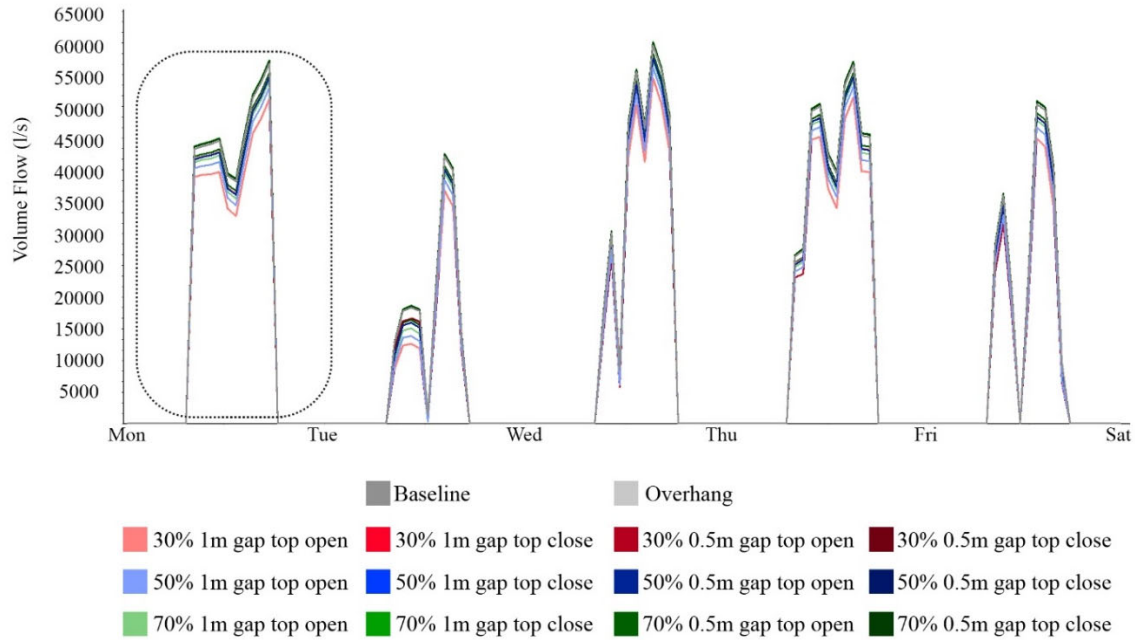 65000
60000
55000
50000
45000
40000
35000
30000
25000
20000
15000
10000
5000
Volume Flow (l/s)
Mon Tue Wed Thu Fri Sat
Baseline Overhang
30% 1m gap top open 30% 1m gap top close 30% 0.5m gap top open 30% 0.5m gap top close
50% 1m gap top open 50% 1m gap top close 50% 0.5m gap top open 50% 0.5m gap top close
70% 1m gap top open 70% 1m gap top close 70% 0.5m gap top open 70% 0.5m gap top close